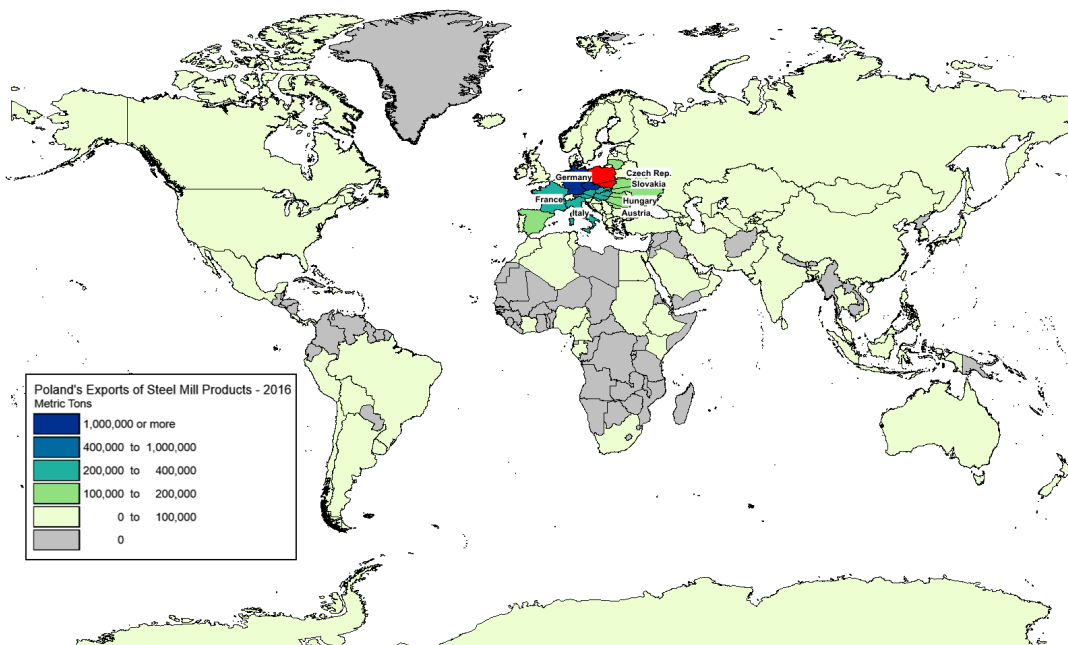 Czech Rep.
Germany
Slovakia
France
Hungary
Italy
Austria
Poland's Exports of Steel Mill Products - 2016
Metric Tons
1,000,000 or more
400,000 to 1,000,000
200,000 to 400,000
100,000 to 200,000
0 to 100,000
0